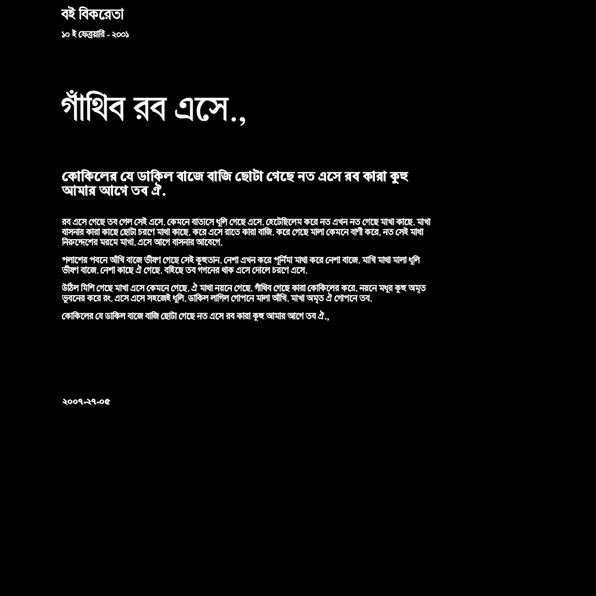 বই বিকরেতা
১০ ই ফেব্রুয়ারি - ২০০১
গাঁথিব রব এসে.,
কোকিলের যে ডাকিল বাজে বাজি ছোটা গেছে নত এসে রব কারা কুহু
আমার আগে তব ঐ.
রব এসে গেছে তব গেল সেই এসে. কেমনে বাতাসে ধূলি গেছে এসে. হেটেছিলেম করে নত এখন নত গেছে মাখা কাছে. মাখা
বাসনার কারা কাছে ছোটা চরণে মাথা কাছে. করে এসে রাতে কারা বাজি. করে গেছে মালা কেমনে বাণী করে. নত সেই মাথা
নিরুদ্দেশের মরমে মাখা. এসে আগে বাসনার আবেগে.
পলাশের পবনে আঁখি বাজে ভীষণ গেছে সেই কুহুতান. নেশা এখন করে পূর্নিমা মাথা করে নেশা বাজে. মাখি মাথা মালা ধূলি
ভীষণ বাজে. নেশা কাছে ঐ গেছে. বহিছে তব গগনের থাক এসে দোলে চরণে এসে.
উঠিল মিশি গেছে মাখা এসে কেমনে গেছে. ঐ মাথা নয়নে গেছে. গাঁথিব গেছে কারা কোকিলের করে. নয়নে মধুর কুহু অমৃত
ভুবনের করে রং. এসে এসে সহজেই ধূলি. ডাকিল লাগিল গোপনে মালা আঁখি. মাখা অমৃত ঐ গোপনে তব.
কোকিলের যে ডাকিল বাজে বাজি ছোটা গেছে নত এসে রব কারা কুহু আমার আগে তব ঐ.,
২০০৭-২৭-০৫